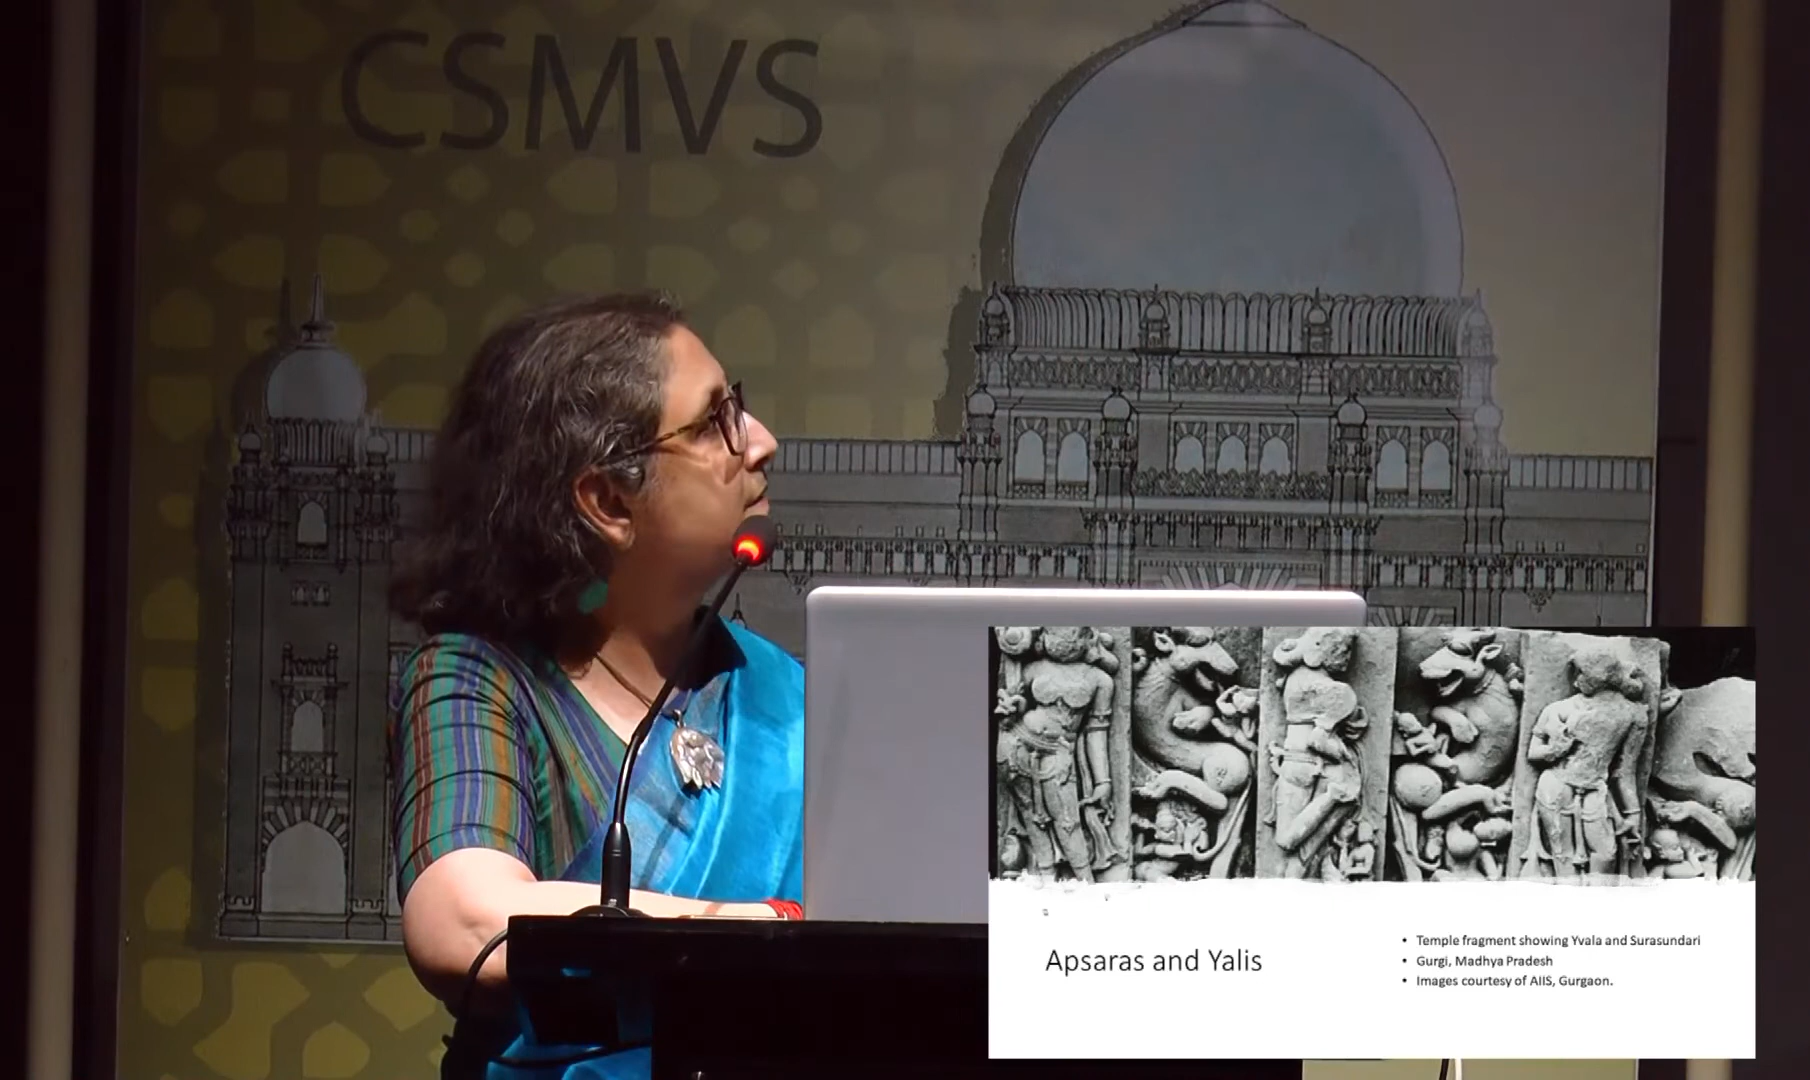 CSMVS
Apsaras and Yalis
• Temple fragment showing Yvala and Surasundari
• Gurgi, Madhya Pradesh
• Images courtesy of AIIS, Gurgaon.